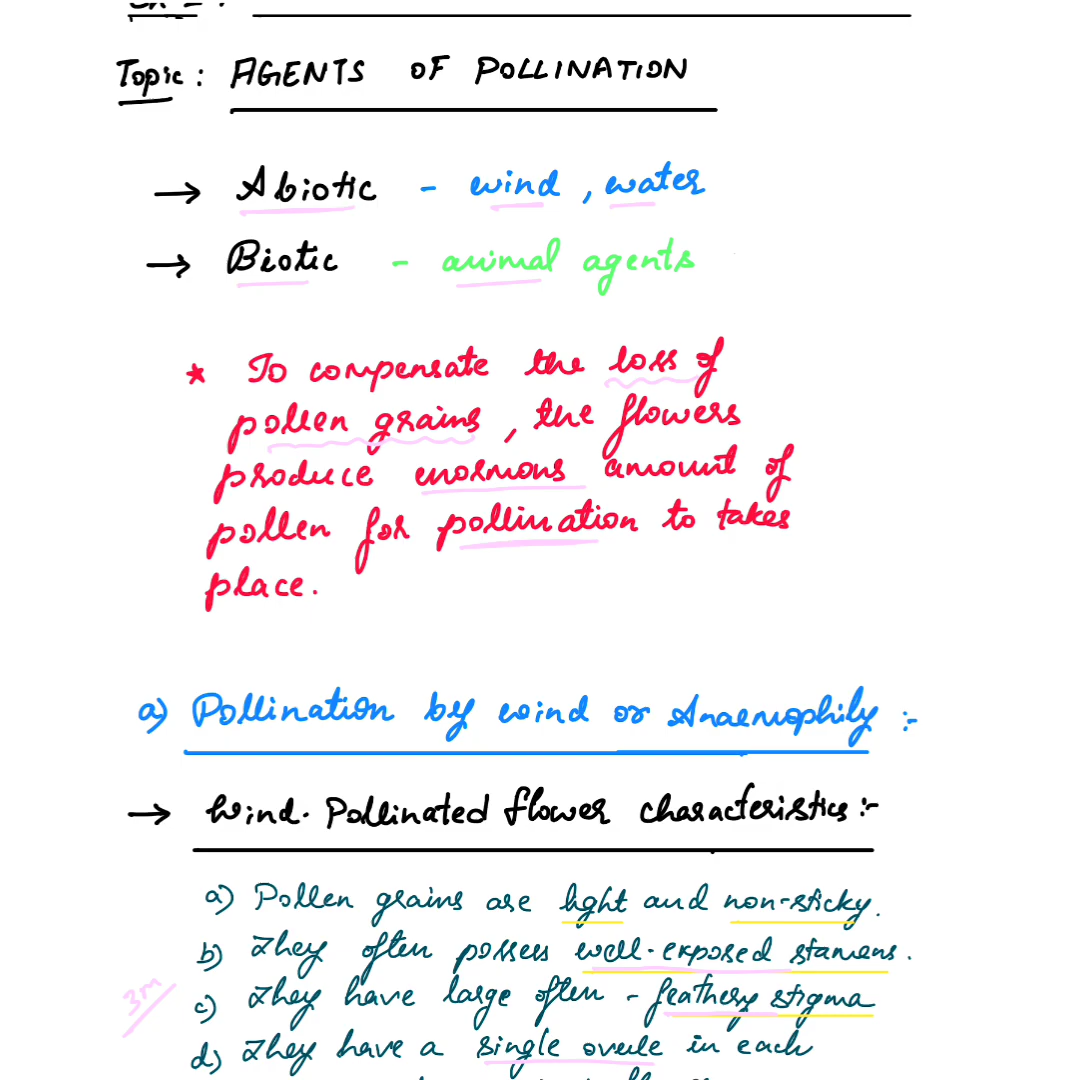 Topic : AGENTS OF POLLINATION
→ Abiotic - wind , water
→ Biotic - animal agents
* To compensate the loss of
pollen grains , the flowers
produce enormous amount of
pollen for pollination to takes
place .
a) Pollination by wind or Anaemophily :-
→ Wind - Pollinated flower characteristics :-
a) Pollen grains are light and non-sticky .
b) They often possess well-exposed stamens .
3m
c) They have large often - feathery stigma
d) They have a single ovule in each